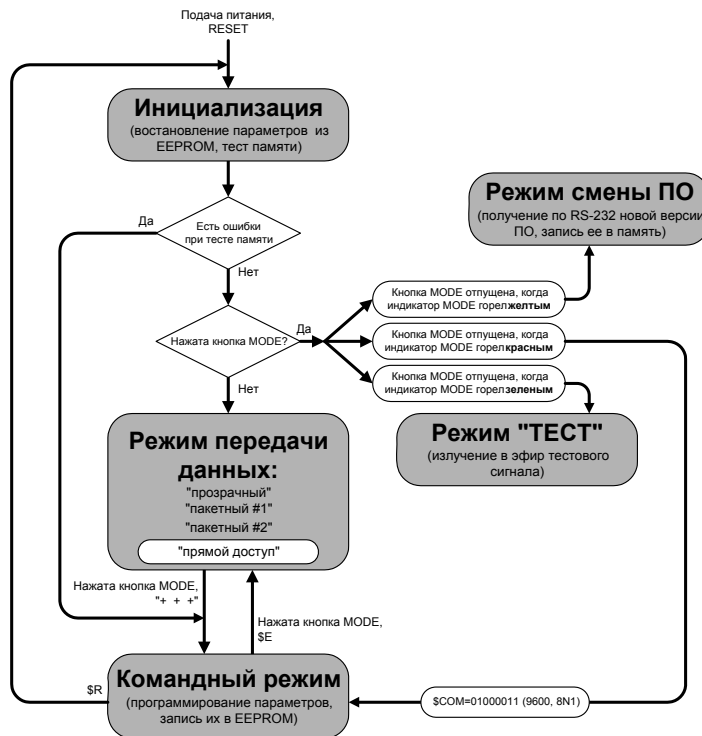 Подача питания,
RESET
Инициализация
(востановление параметров из
EEPROM, тест памяти)
Да
Есть ошибки
при тесте памяти
Нет
Режим смены ПО
(получение по RS-232 новой версии
ПО, запись ее в память)
Нажата кнопка MODE?
Да
Кнопка MODE отпущена, когда
индикатор MODE горел желтым
Кнопка MODE отпущена, когда
индикатор MODE горел красным
Кнопка MODE отпущена, когда
индикатор MODE горел зеленым
Нет
Режим "ТЕСТ"
(излучение в эфир тестового
сигнала)
Режим передачи
данных:
"прозрачный"
"пакетный #1"
"пакетный #2"
"прямой доступ"
Нажата кнопка MODE,
"+ + +"
Нажата кнопка MODE,
$E
$R
Командный режим
(программирование параметров,
запись их в EEPROM)
$COM=01000011 (9600, 8N1)